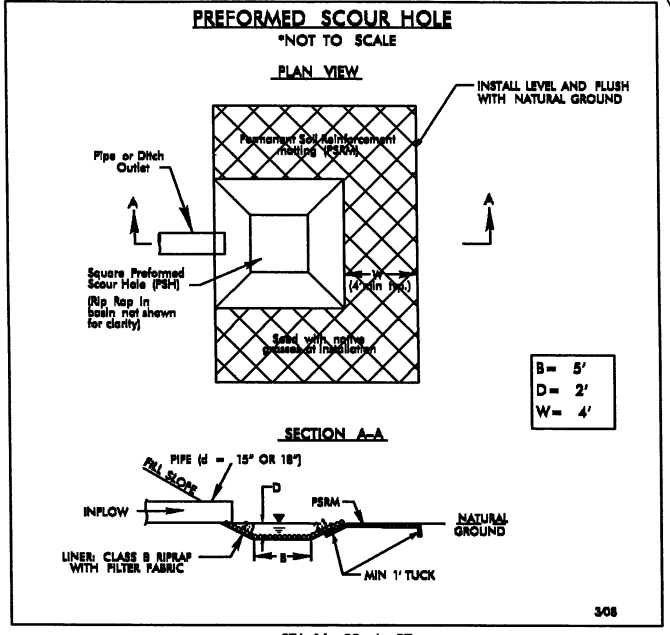 PREFORMED SCOUR HOLE
*NOT TO SCALE
PLAN VIEW
INSTALL LEVEL AND FLUSH
WITH NATURAL GROUND
Permanent Soil Reinforcement
matting (PSRM)
Pipe or Ditch
Outlet
A
A
Square Preformed
Scour Hole (PSH)
(Rip Rap in
basin not shown
for clarity)
W
(4' min typ.)
Seed with native
grasses at installation
B= 5'
D= 2'
W= 4'
SECTION A-A
PIPE (d = 15" OR 18")
FILL SLOPE
D
INFLOW
PSRM
NATURAL
GROUND
LINER: CLASS B RIPRAP
WITH FILTER FABRIC
B
MIN 1' TUCK
3/08